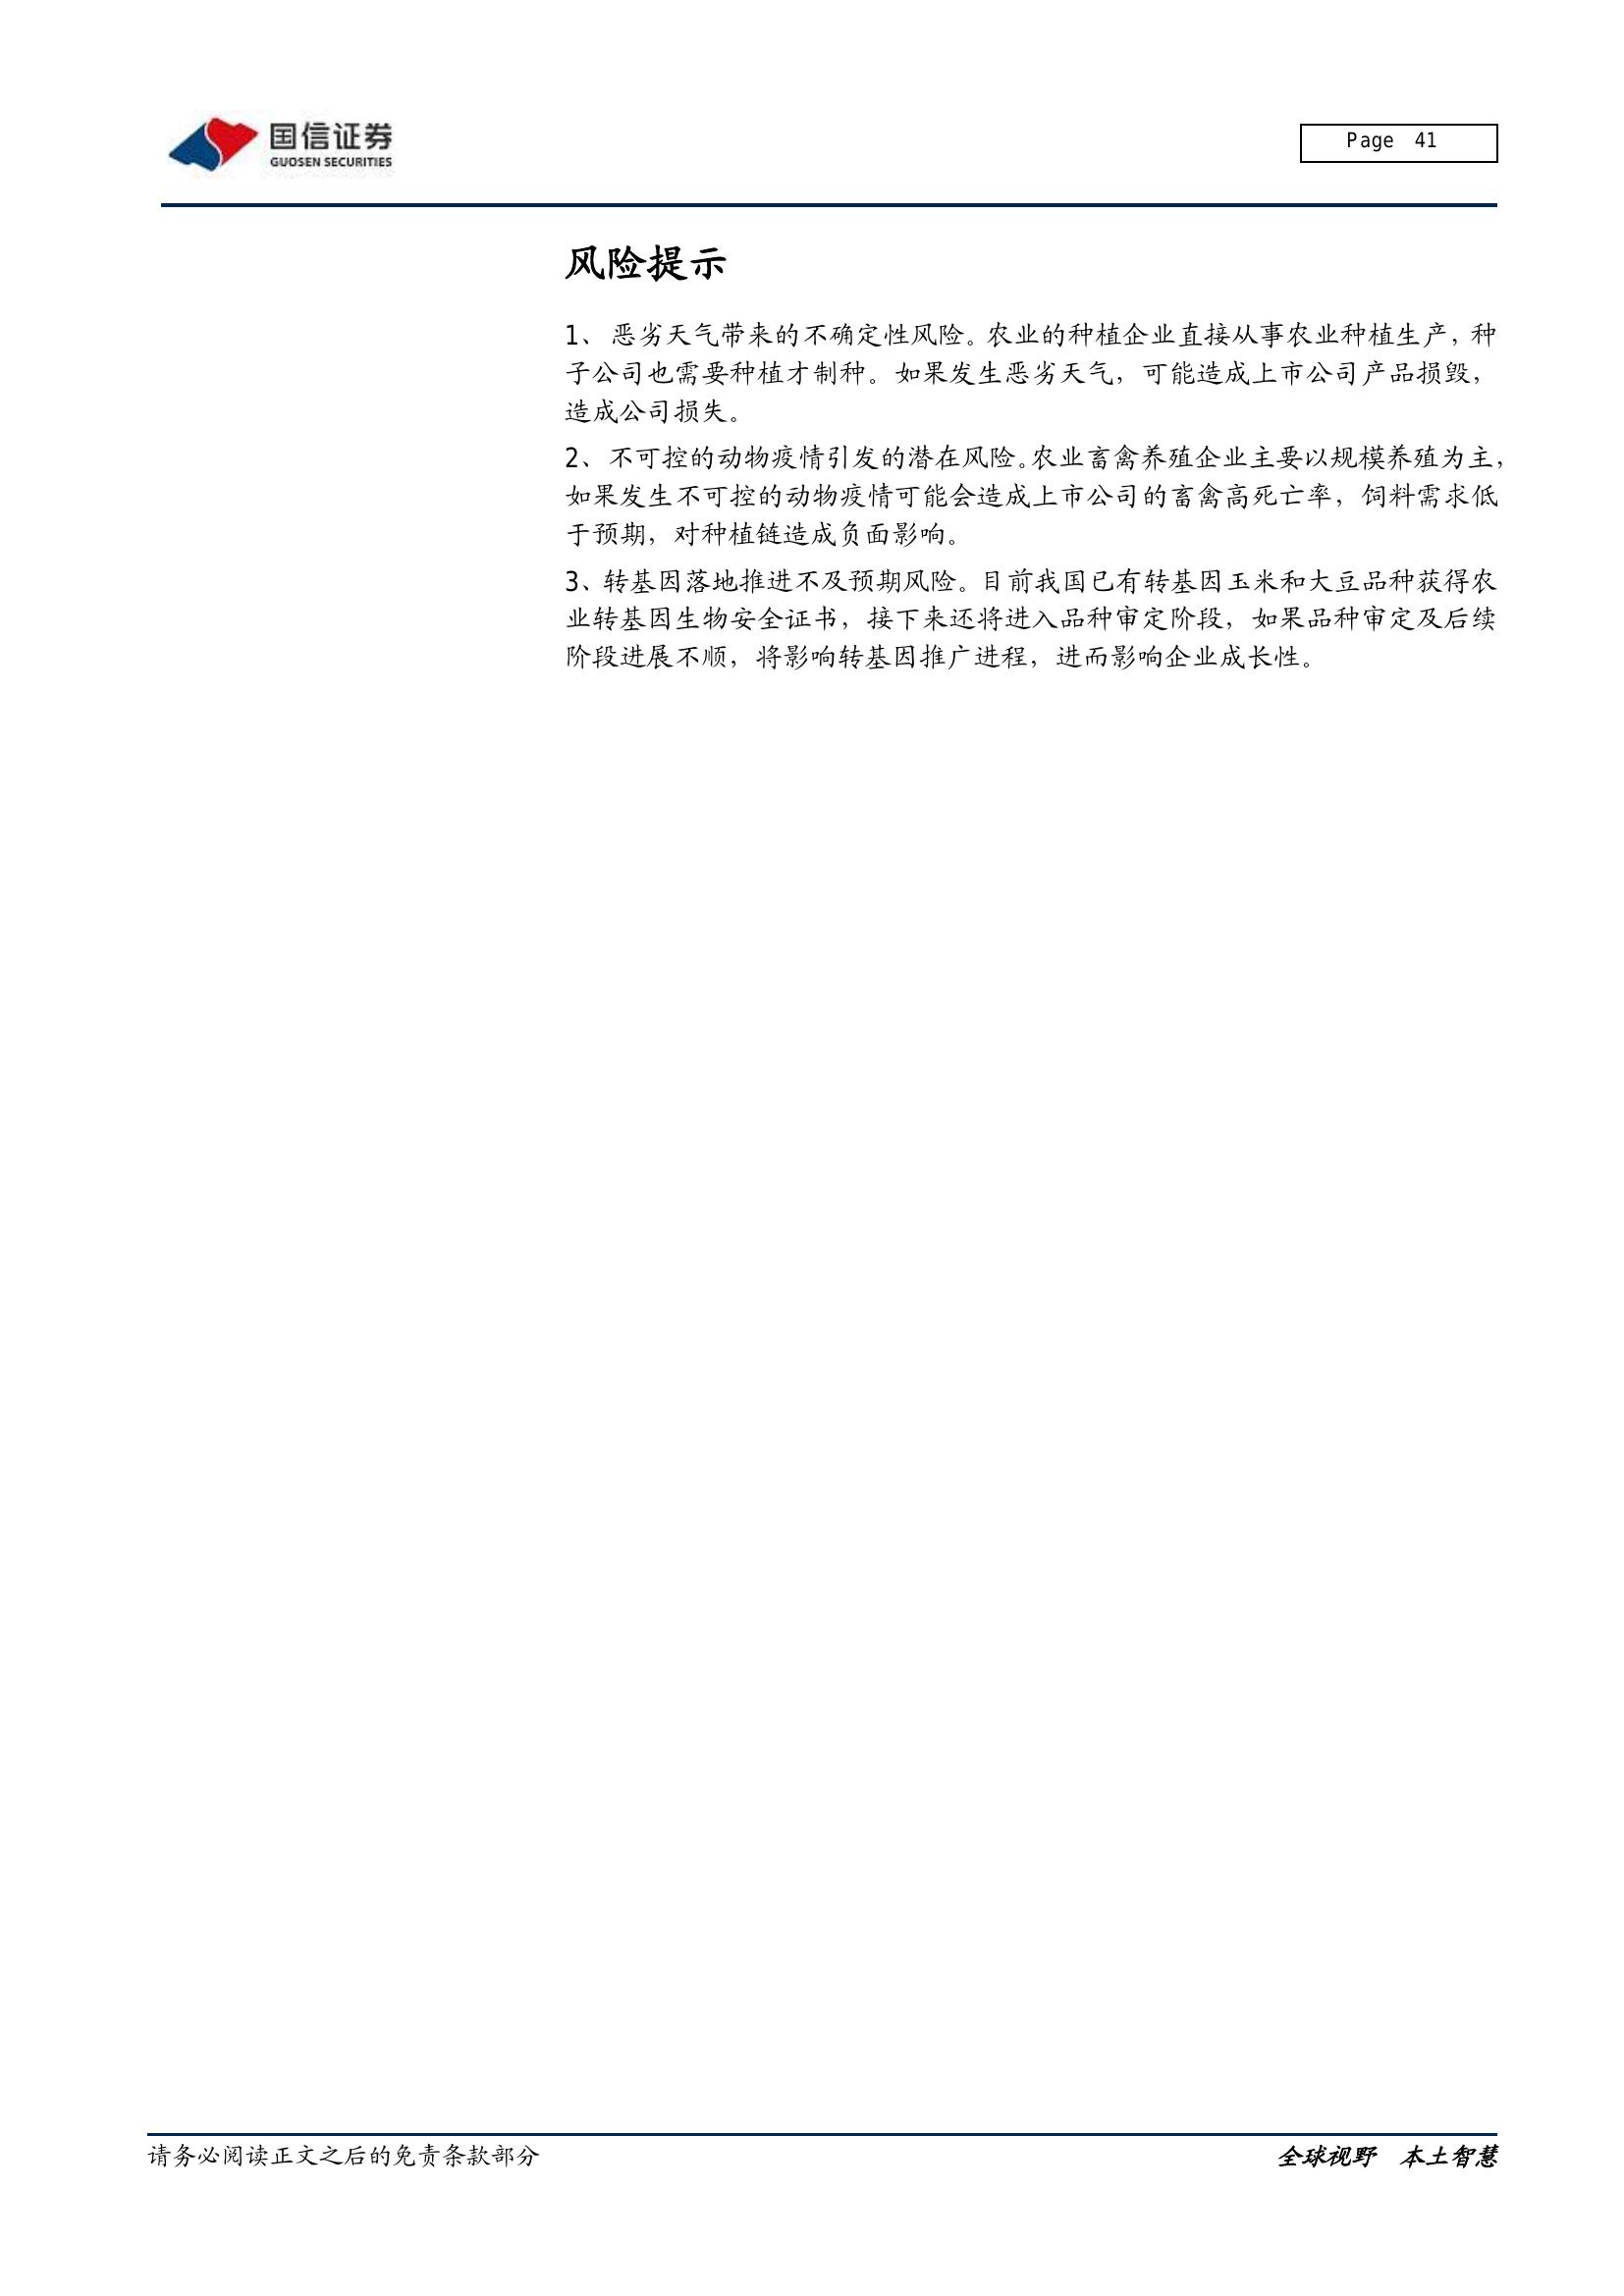 国信证券
GUOSEN SECURITIES
Page 41
风险提示
1、 恶劣天气带来的不确定性风险。农业的种植企业直接从事农业种植生产，种
子公司也需要种植才制种。如果发生恶劣天气，可能造成上市公司产品损毁，
造成公司损失。
2、不可控的动物疫情引发的潜在风险。农业畜禽养殖企业主要以规模养殖为主，
如果发生不可控的动物疫情可能会造成上市公司的畜禽高死亡率，饲料需求低
于预期，对种植链造成负面影响。
3、转基因落地推进不及预期风险。目前我国已有转基因玉米和大豆品种获得农
业转基因生物安全证书，接下来还将进入品种审定阶段，如果品种审定及后续
阶段进展不顺，将影响转基因推广进程，进而影响企业成长性。
请务必阅读正文之后的免责条款部分
全球视野 本土智慧